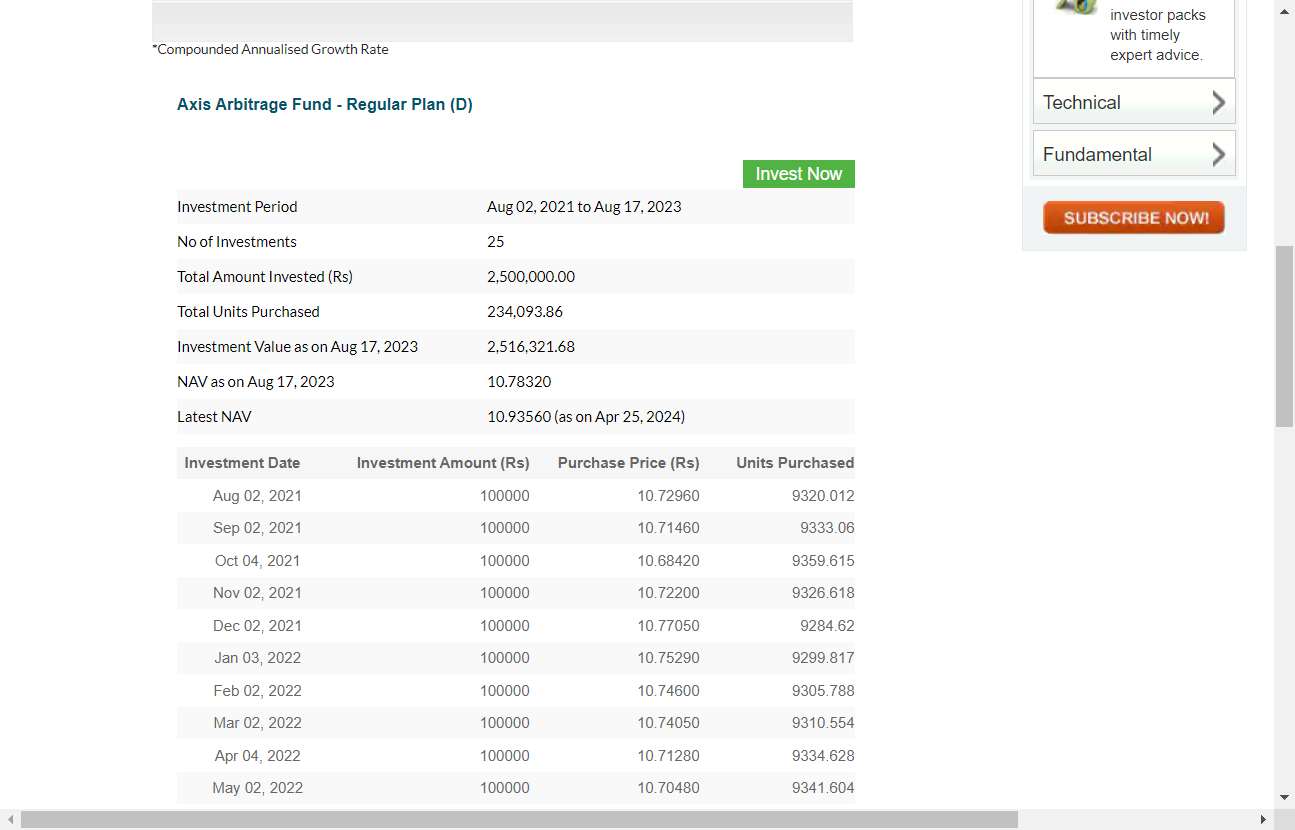 *Compounded Annualised Growth Rate
investor packs
with timely
expert advice.
Technical
Fundamental
SUBSCRIBE NOW!
Axis Arbitrage Fund - Regular Plan (D)
Invest Now
Investment Period Aug 02, 2021 to Aug 17, 2023
No of Investments 25
Total Amount Invested (Rs) 2,500,000.00
Total Units Purchased 234,093.86
Investment Value as on Aug 17, 2023 2,516,321.68
NAV as on Aug 17, 2023 10.78320
Latest NAV 10.93560 (as on Apr 25, 2024)
Investment Date Investment Amount (Rs) Purchase Price (Rs) Units Purchased
Aug 02, 2021 100000 10.72960 9320.012
Sep 02, 2021 100000 10.71460 9333.06
Oct 04, 2021 100000 10.68420 9359.615
Nov 02, 2021 100000 10.72200 9326.618
Dec 02, 2021 100000 10.77050 9284.62
Jan 03, 2022 100000 10.75290 9299.817
Feb 02, 2022 100000 10.74600 9305.788
Mar 02, 2022 100000 10.74050 9310.554
Apr 04, 2022 100000 10.71280 9334.628
May 02, 2022 100000 10.70480 9341.604